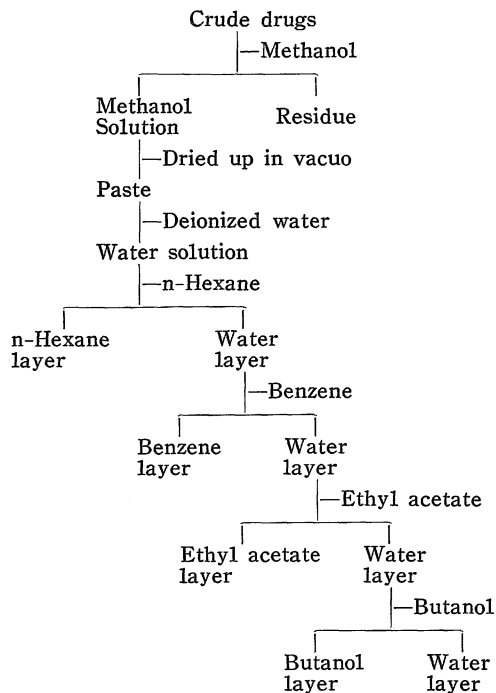 Crude drugs
—Methanol
Methanol
Solution
Residue
—Dried up in vacuo
Paste
—Deionized water
Water solution
—n-Hexane
n-Hexane
layer
Water
layer
—Benzene
Benzene
layer
Water
layer
—Ethyl acetate
Ethyl acetate
layer
Water
layer
—Butanol
Butanol
layer
Water
layer